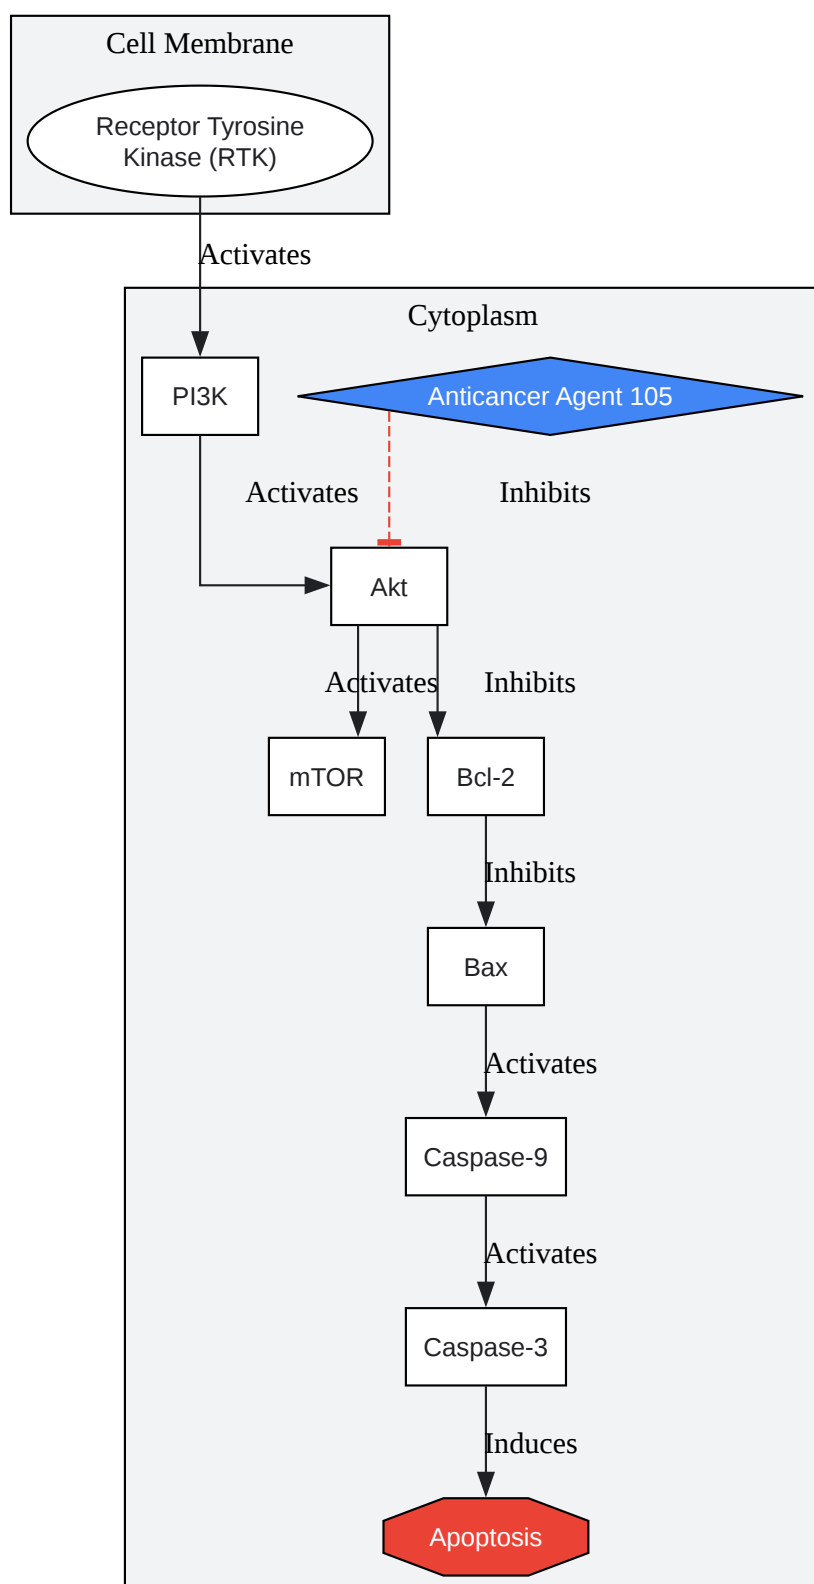 Cell Membrane
Receptor Tyrosine
Kinase (RTK)
Activates
Cytoplasm
PI3K
Anticancer Agent 105
Activates
Inhibits
Akt
Activates
Inhibits
mTOR
Bcl-2
Inhibits
Bax
Activates
Caspase-9
Activates
Caspase-3
Induces
Apoptosis